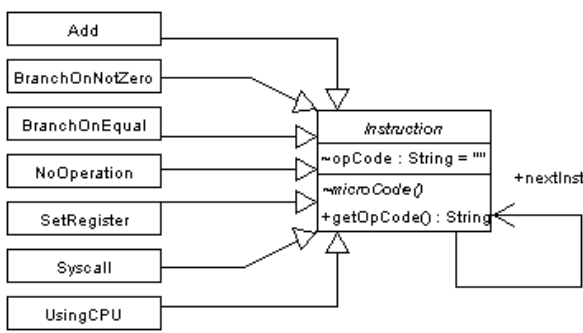 Add
BranchOnNotZero
BranchOnEqual
NoOperation
SetRegister
Syscall
UsingCPU
Instruction
~opCode : String = ""
~microCode()
+getOpCode() : String
+nextInst